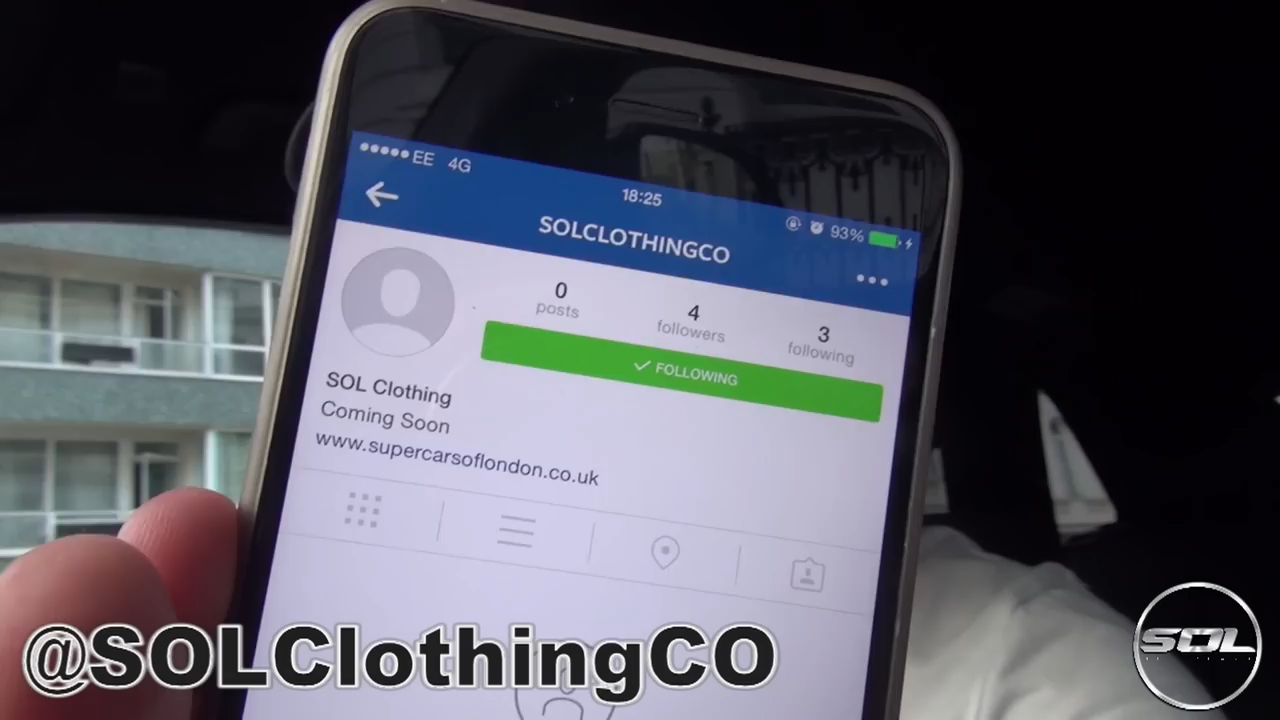 EE 4G 18:25 93%
SOLCLOTHINGCO
0 4 3
posts followers following
FOLLOWING
SOL Clothing
Coming Soon
www.supercarsoflondon.co.uk
@SOLClothingCO
SOL